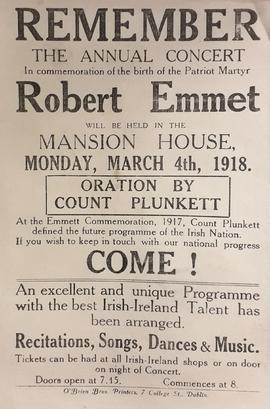 REMEMBER
THE ANNUAL CONCERT
In commemoration of the birth of the Patriot Martyr
Robert Emmet
WILL BE HELD IN THE
MANSION HOUSE,
MONDAY, MARCH 4th, 1918.
ORATION BY
COUNT PLUNKETT
At the Emmett Commemoration, 1917, Count Plunkett
defined the future programme of the Irish Nation.
If you wish to keep in touch with our national progress
COME !
An excellent and unique Programme
with the best Irish-Ireland Talent has
been arranged.
Recitations, Songs, Dances & Music.
Tickets can be had at all Irish-Ireland shops or on door
on night of Concert.
Doors open at 7.15. Commences at 8.
O'Brien Bros. Printers, 7 College St., Dublin.